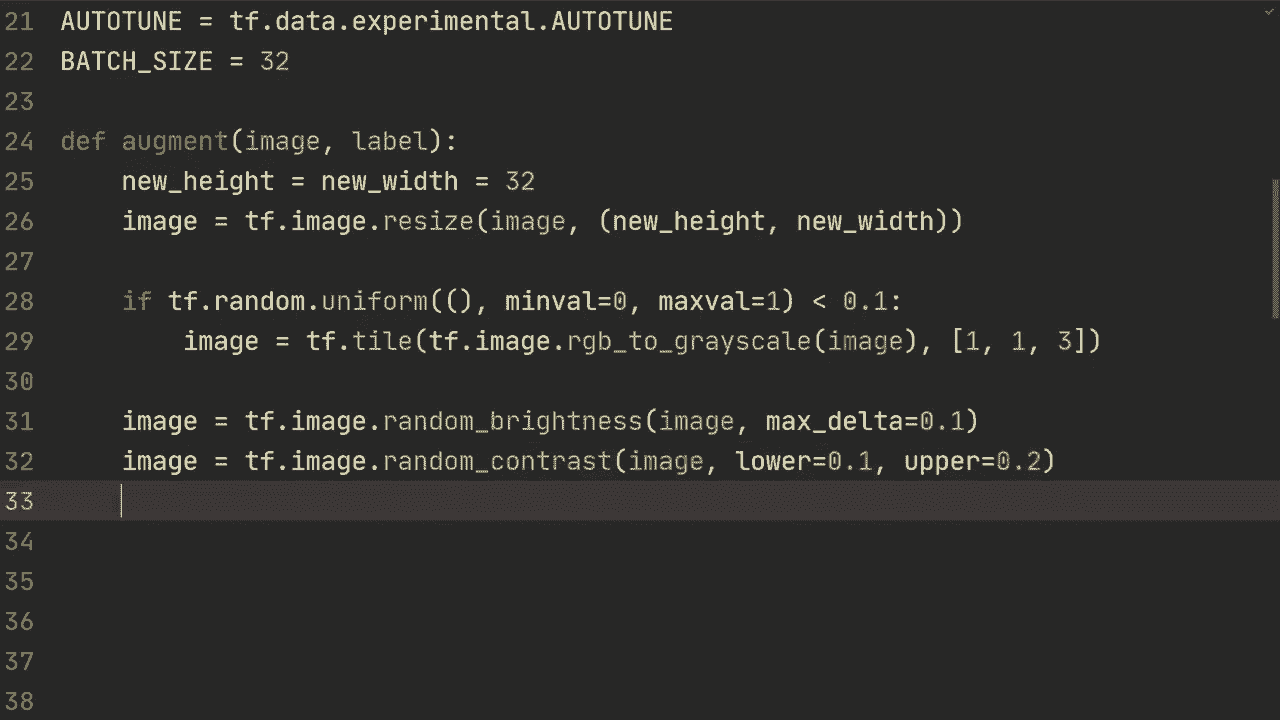 21 AUTOTUNE = tf.data.experimental.AUTOTUNE
22 BATCH_SIZE = 32
23
24 def augment(image, label):
25     new_height = new_width = 32
26     image = tf.image.resize(image, (new_height, new_width))
27
28     if tf.random.uniform((), minval=0, maxval=1) < 0.1:
29         image = tf.tile(tf.image.rgb_to_grayscale(image), [1, 1, 3])
30
31     image = tf.image.random_brightness(image, max_delta=0.1)
32     image = tf.image.random_contrast(image, lower=0.1, upper=0.2)
33
34
35
36
37
38